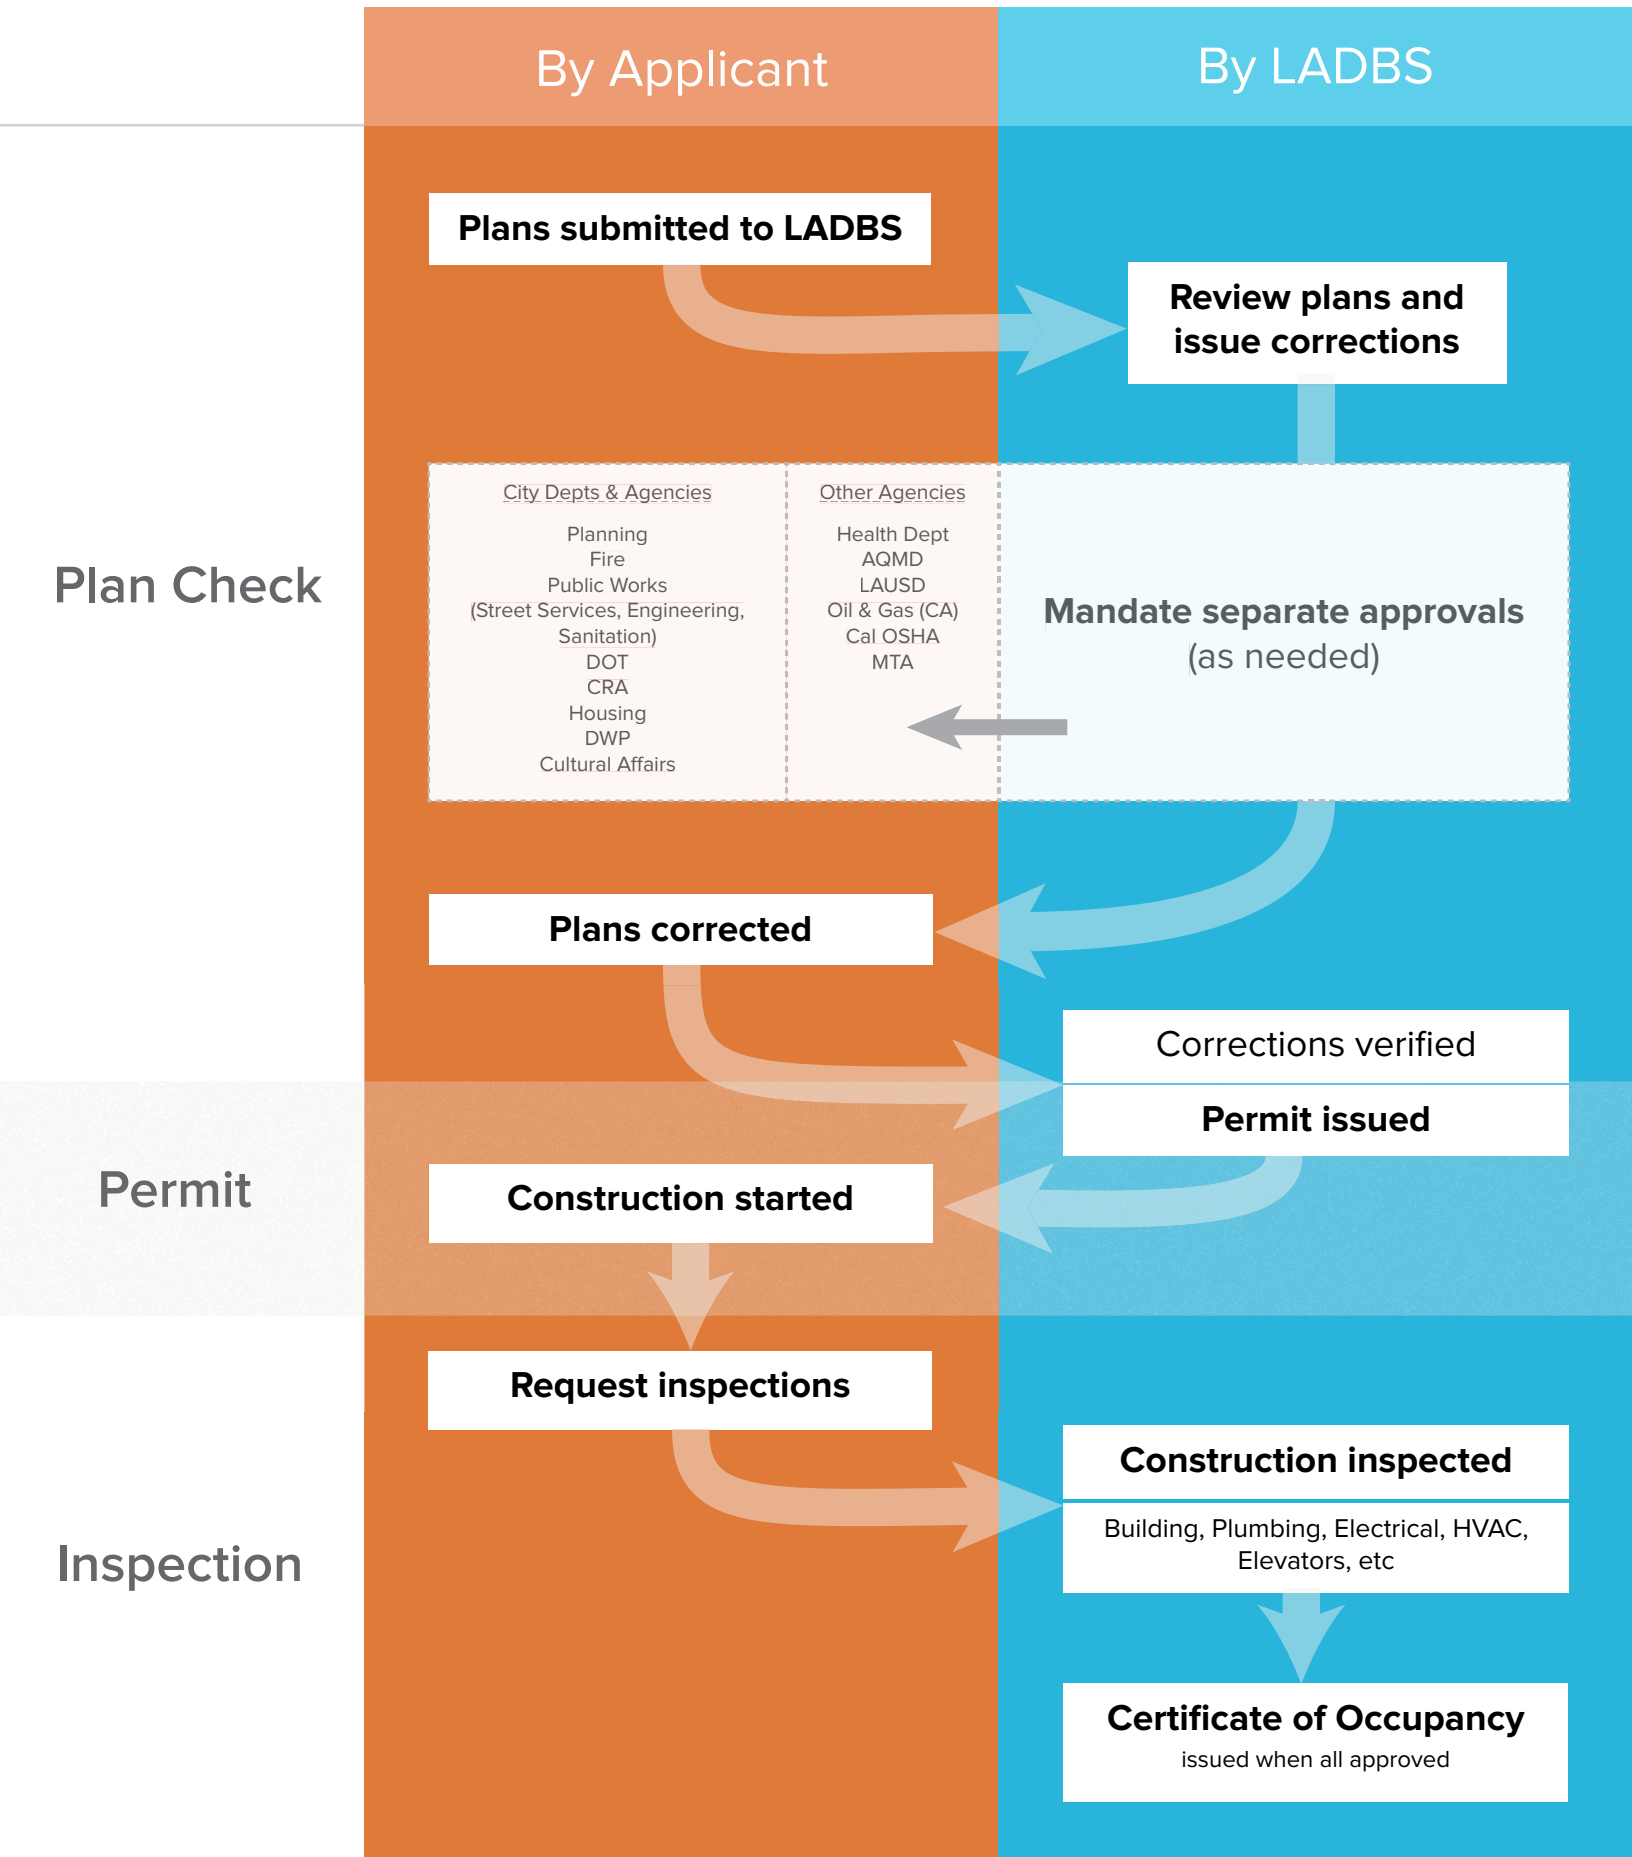 By Applicant
By LADBS
Plan Check
Plans submitted to LADBS
Review plans and
issue corrections
City Depts & Agencies
Planning
Fire
Public Works
(Street Services, Engineering,
Sanitation)
DOT
CRA
Housing
DWP
Cultural Affairs
Other Agencies
Health Dept
AQMD
LAUSD
Oil & Gas (CA)
Cal OSHA
MTA
Mandate separate approvals
(as needed)
Plans corrected
Corrections verified
Permit
Permit issued
Construction started
Inspection
Request inspections
Construction inspected
Building, Plumbing, Electrical, HVAC,
Elevators, etc
Certificate of Occupancy
issued when all approved